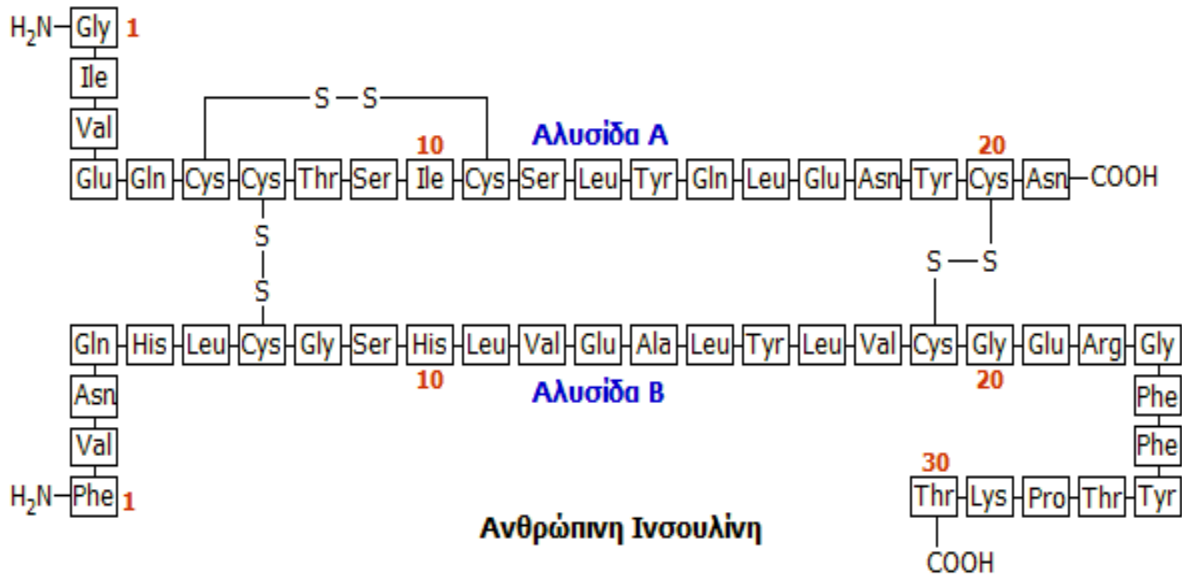 H2N Gly 1
Ile
S S
Val
Αλυσίδα Α
10
20
Glu Gln Cys Cys Thr Ser Ile Cys Ser Leu Tyr Gln Leu Glu Asn Tyr Cys Asn COOH
S
S S
S
Gln His Leu Cys Gly Ser His Leu Val Glu Ala Leu Tyr Leu Val Cys Gly Glu Arg Gly
10
20
Αλυσίδα Β
Asn
Phe
Val
Phe
30
H2N Phe 1
Thr Lys Pro Thr Tyr
Ανθρώπινη Ινσουλίνη
COOH